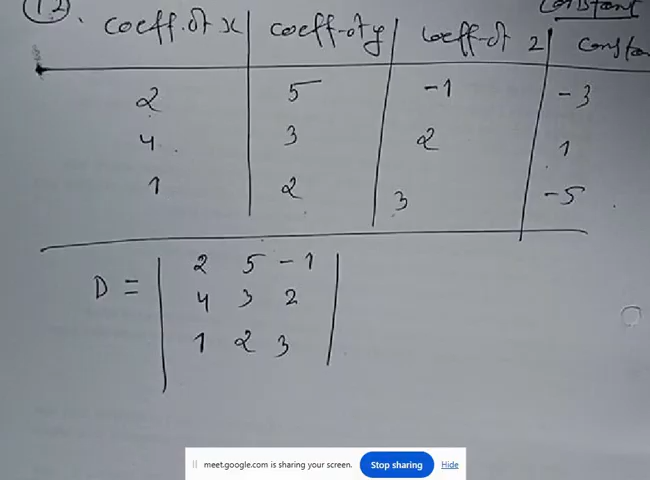 12.
coeff. of x | coeff-of y | coeff-of z | constant
2 5 -1 -3
4 3 2 1
1 2 3 -5
D = | 2 5 -1 |
| 4 3 2 |
| 1 2 3 |
meet.google.com is sharing your screen. Stop sharing Hide